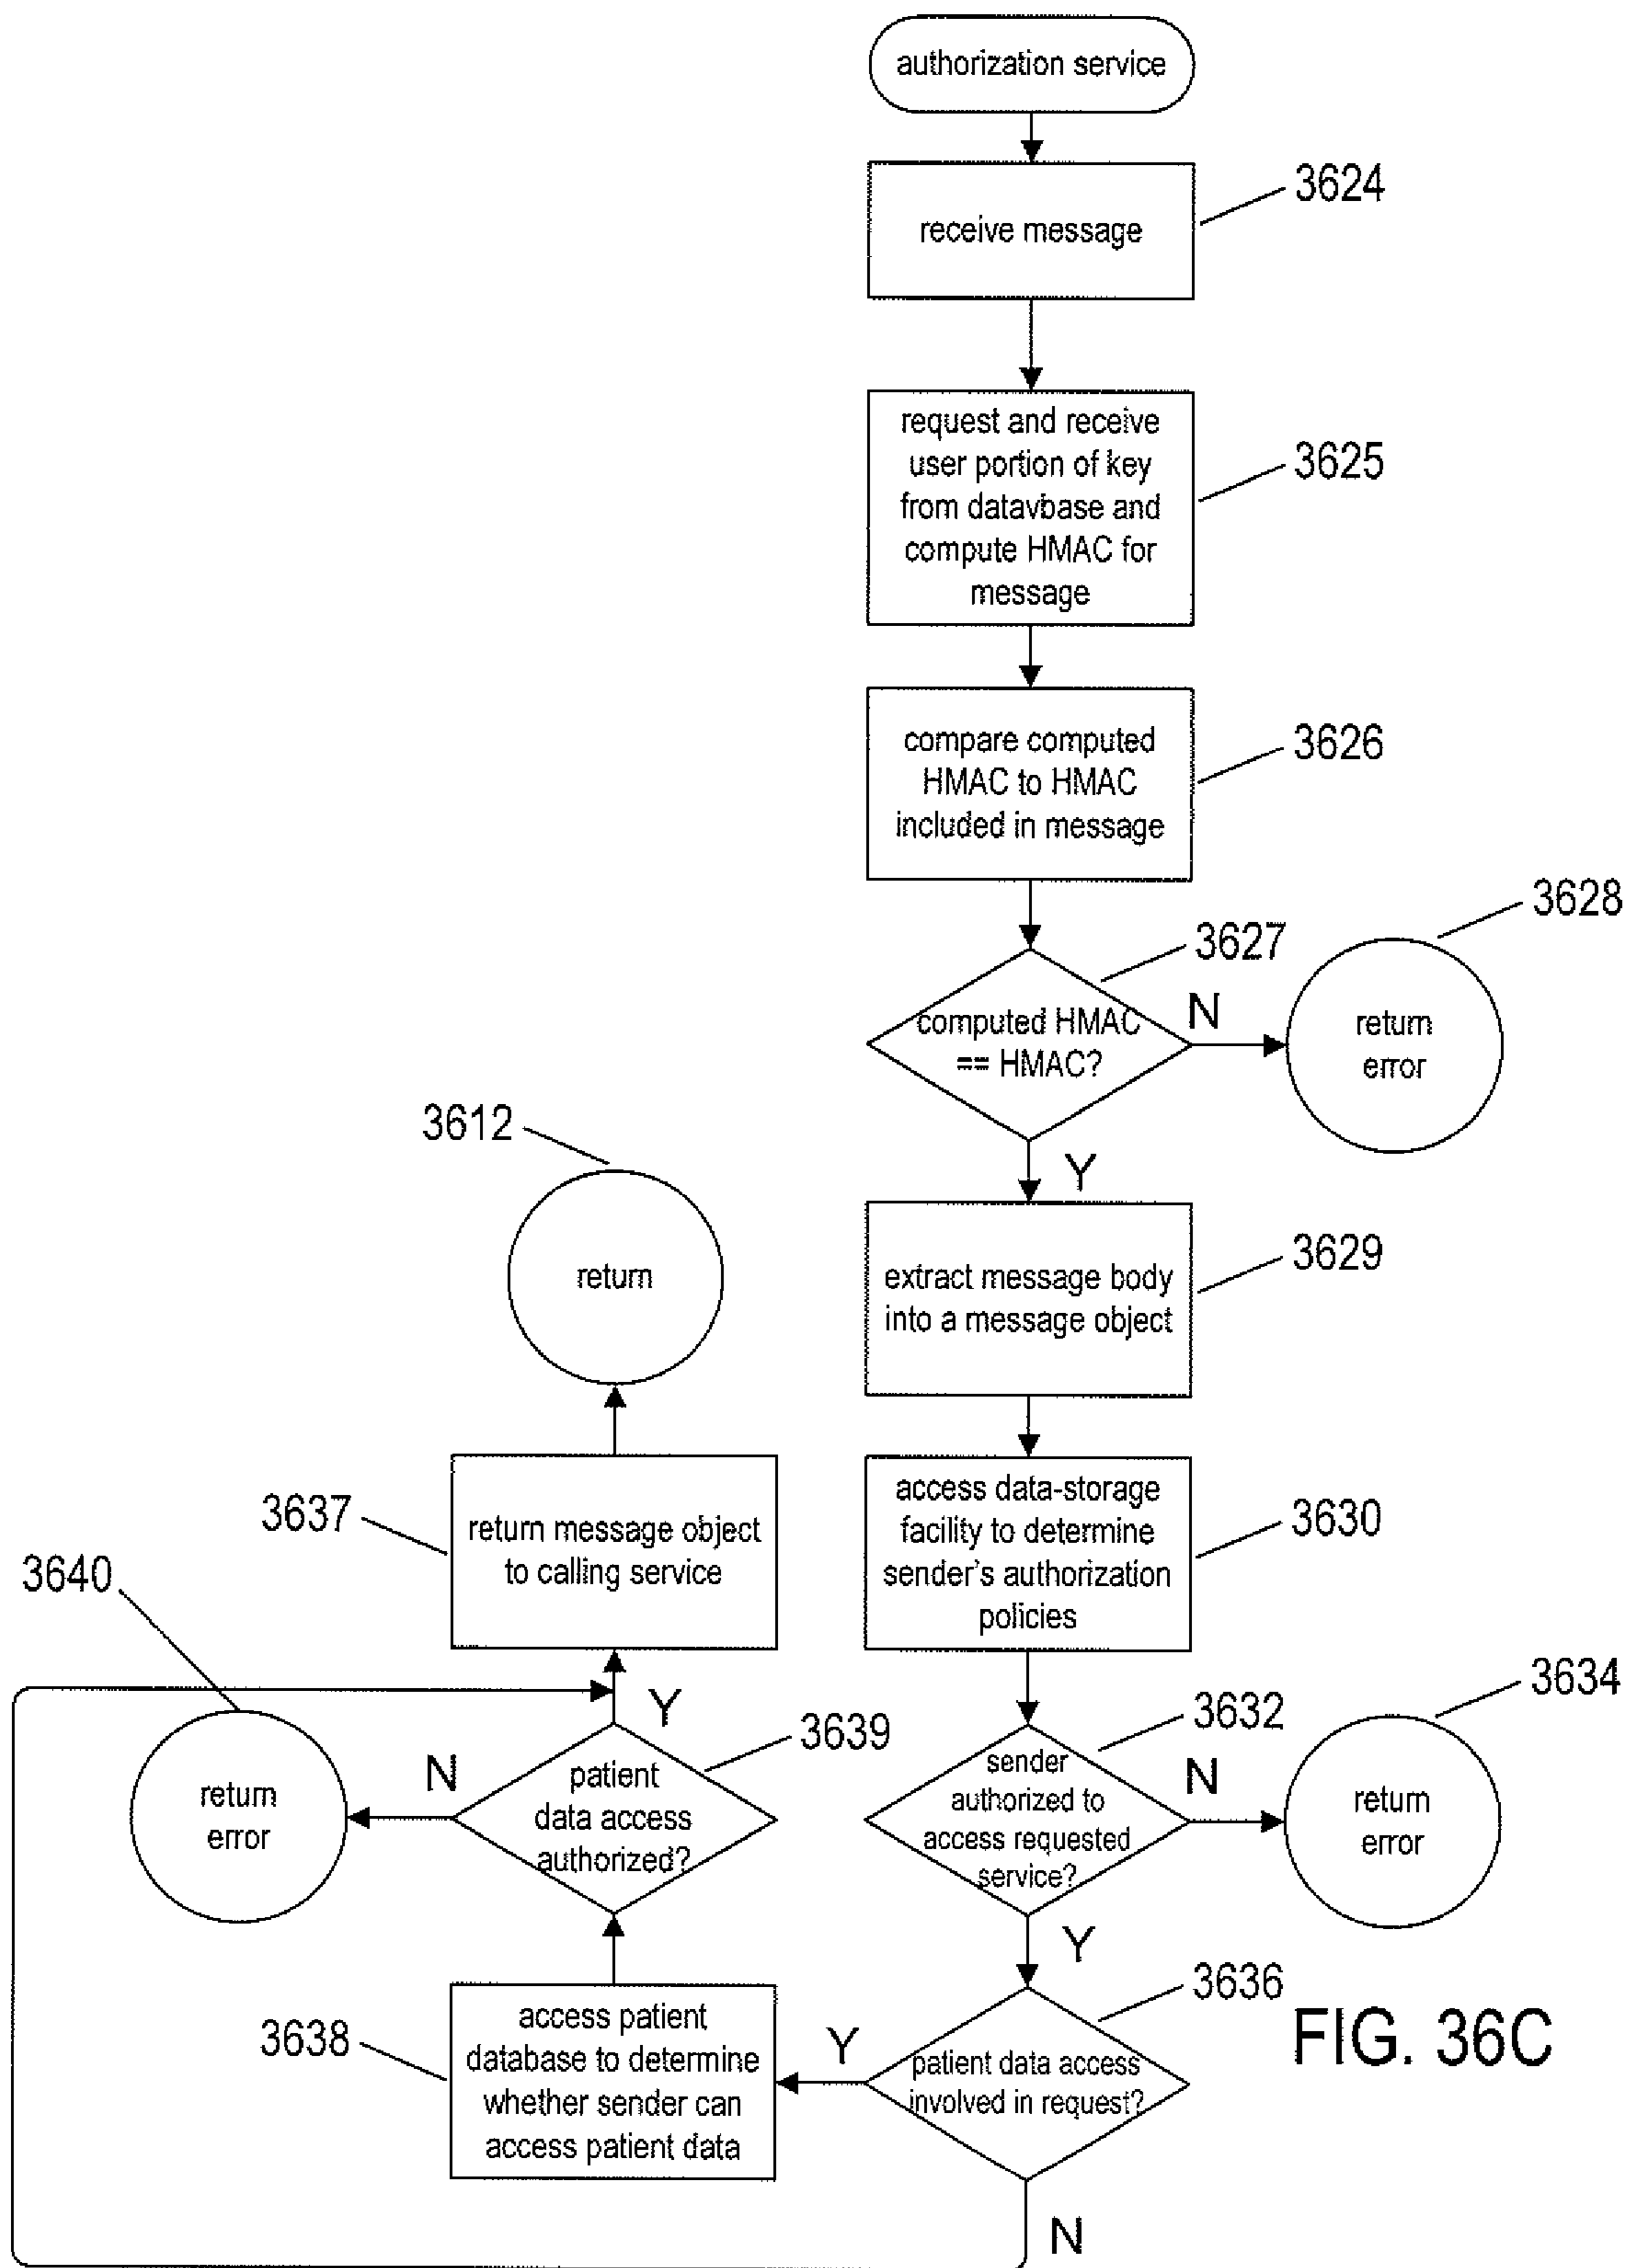 authorization service
3624
receive message
request and receive
user portion of key
from datavbase and
compute HMAC for
message
3625
compare computed
HMAC to HMAC
included in message
3626
3627
computed HMAC
== HMAC?
N
3628
return
error
Y
3612
return
extract message body
into a message object
3629
3637
return message object
to calling service
access data-storage
facility to determine
sender's authorization
policies
3630
3640
return
error
N
Y
3639
patient
data access
authorized?
3632
sender
authorized to
access requested
service?
N
3634
return
error
Y
3638
access patient
database to determine
whether sender can
access patient data
Y
3636
patient data access
involved in request?
N
FIG. 36C